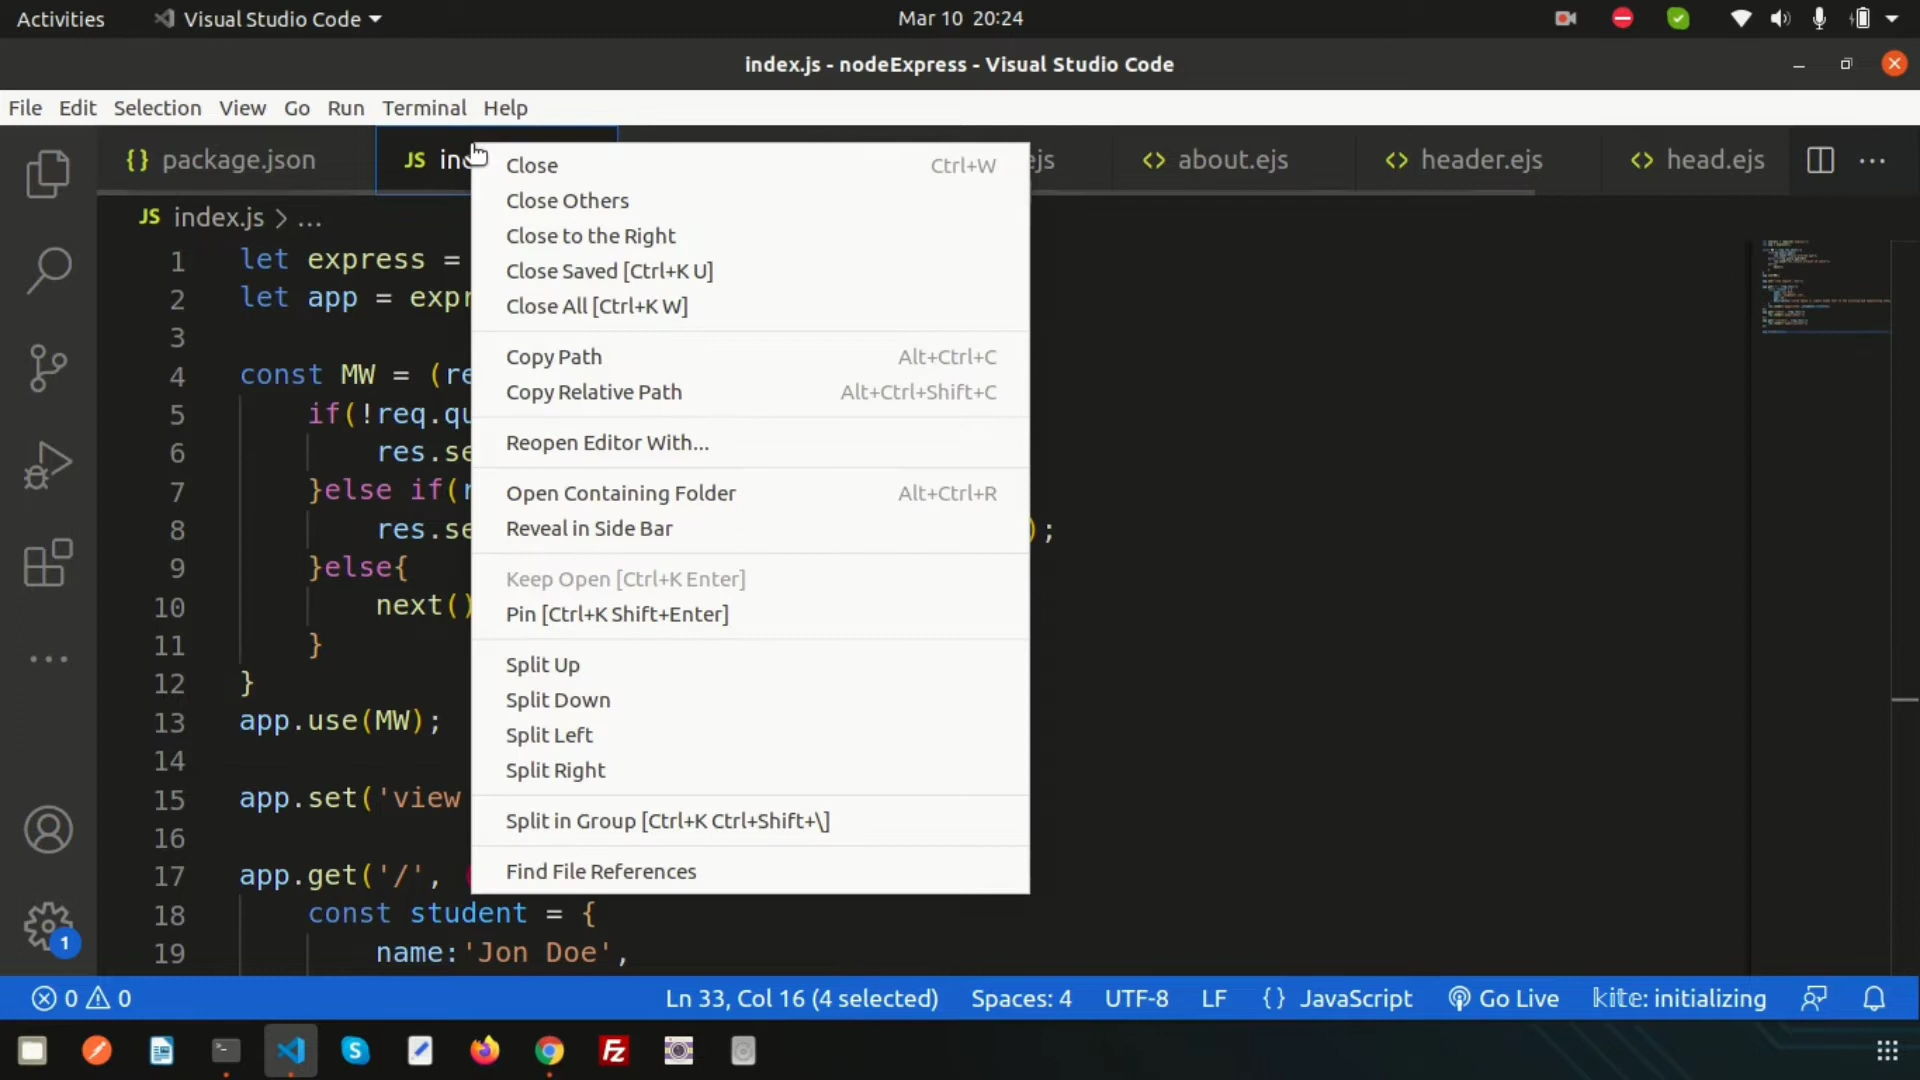 Activities Visual Studio Code Mar 10 20:24
index.js - nodeExpress - Visual Studio Code
File Edit Selection View Go Run Terminal Help
{} package.json JS ind ejs <> about.ejs <> header.ejs <> head.ejs ...
JS index.js > ...
1 let express =
2 let app = expr
3
4 const MW = (re
5 if(!req.qu
6 res.se
7 }else if(r
8 res.se );
9 }else{
10 next()
11 }
12 }
13 app.use(MW);
14
15 app.set('view
16
17 app.get('/',
18 const student = {
19 name:'Jon Doe',
Close Ctrl+W
Close Others
Close to the Right
Close Saved [Ctrl+K U]
Close All [Ctrl+K W]
Copy Path Alt+Ctrl+C
Copy Relative Path Alt+Ctrl+Shift+C
Reopen Editor With...
Open Containing Folder Alt+Ctrl+R
Reveal in Side Bar
Keep Open [Ctrl+K Enter]
Pin [Ctrl+K Shift+Enter]
Split Up
Split Down
Split Left
Split Right
Split in Group [Ctrl+K Ctrl+Shift+\]
Find File References
1
0 0 Ln 33, Col 16 (4 selected) Spaces: 4 UTF-8 LF {} JavaScript Go Live kite: initializing